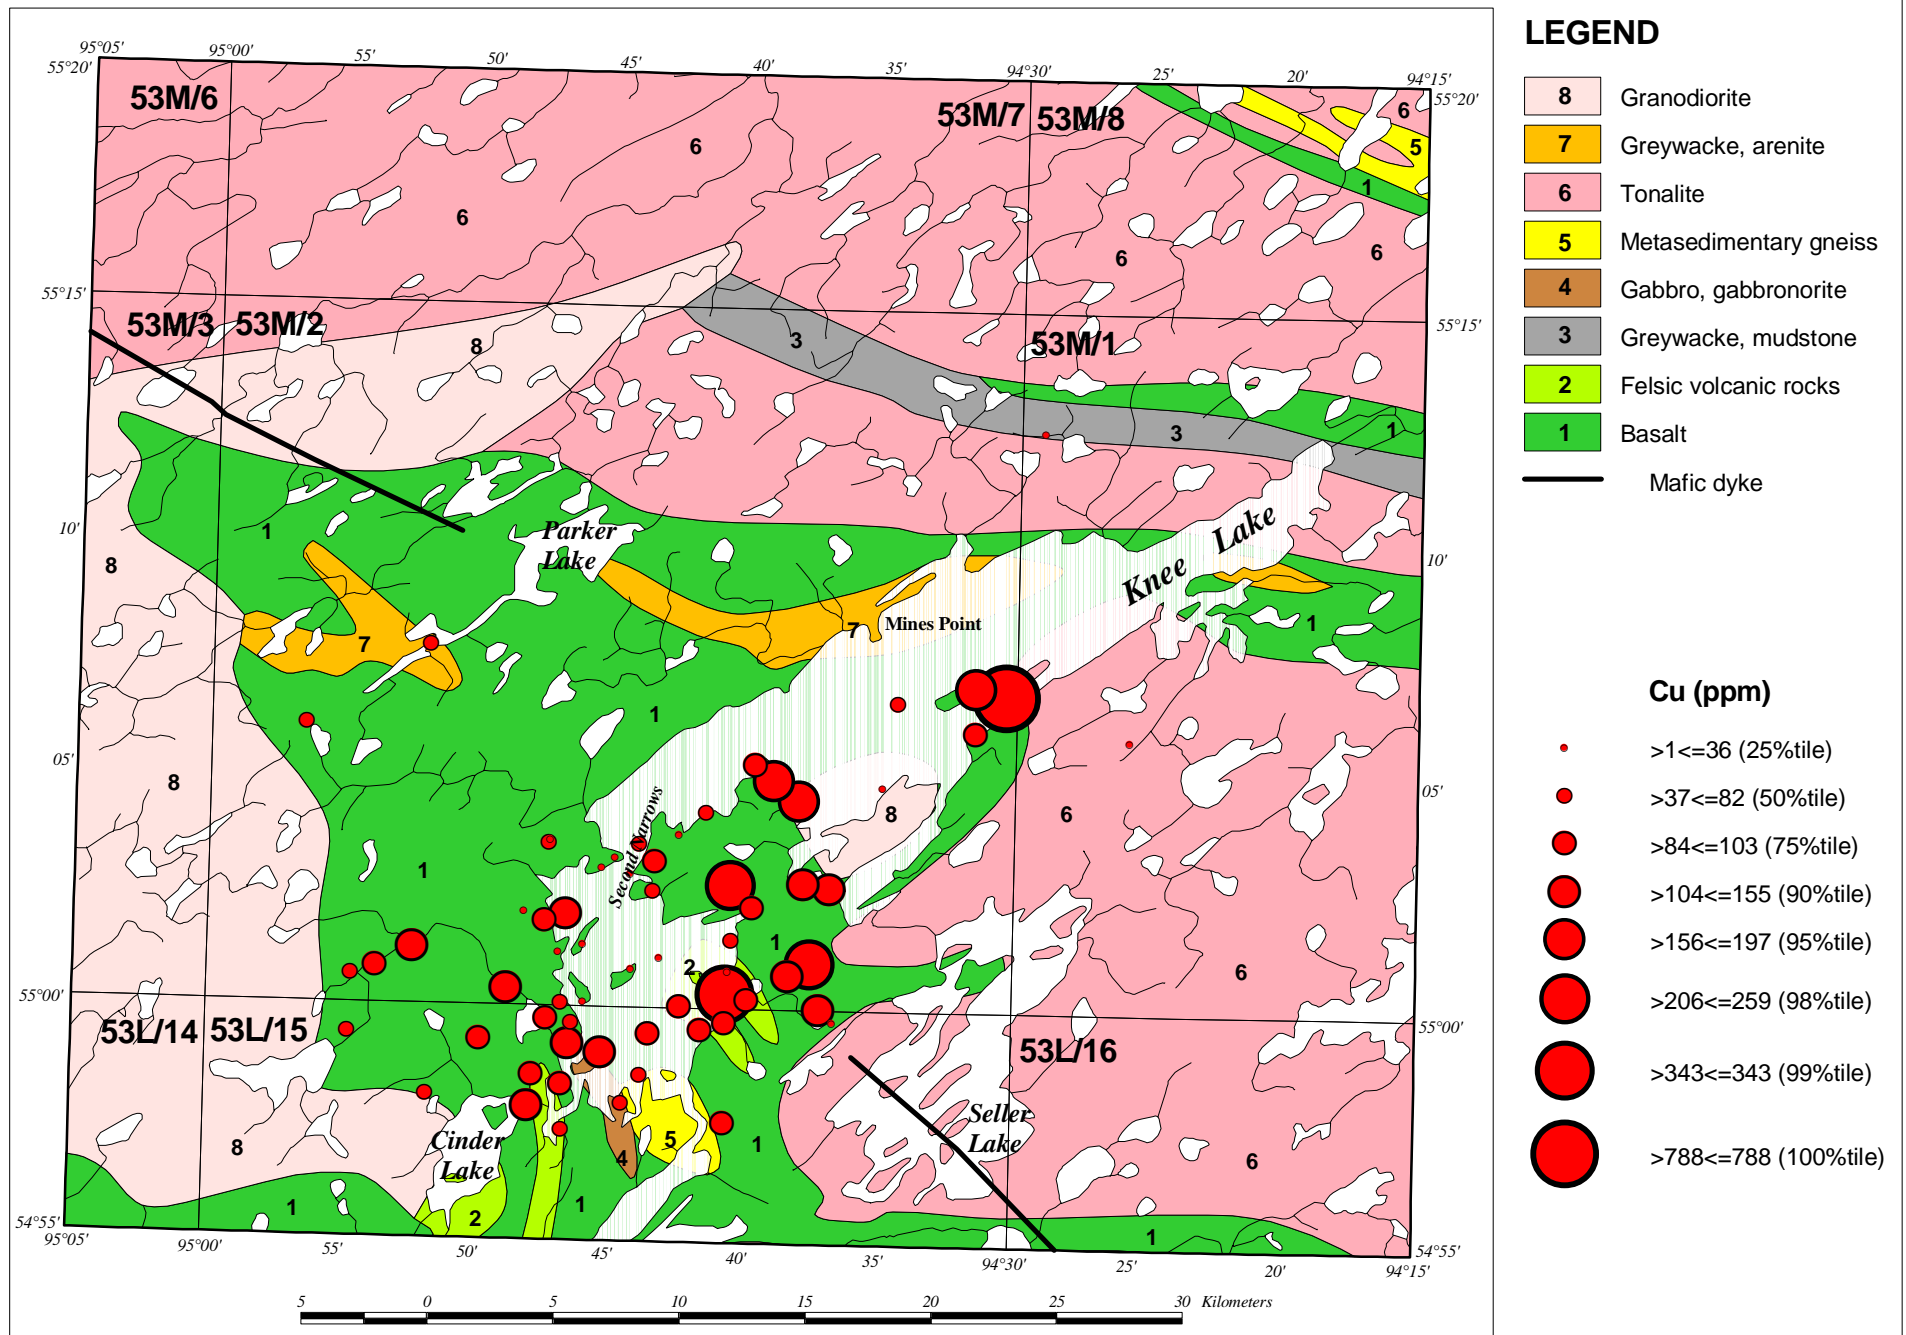 LEGEND
8 Granodiorite
7 Greywacke, arenite
6 Tonalite
5 Metasedimentary gneiss
4 Gabbro, gabbronorite
3 Greywacke, mudstone
2 Felsic volcanic rocks
1 Basalt
Mafic dyke
Cu (ppm)
>1<=36 (25%tile)
>37<=82 (50%tile)
>84<=103 (75%tile)
>104<=155 (90%tile)
>156<=197 (95%tile)
>206<=259 (98%tile)
>343<=343 (99%tile)
>788<=788 (100%tile)
95°05' 95°00' 55' 50' 45' 40' 35' 94°30' 25' 20' 94°15'
55°20' 55°20'
53M/6 53M/7 53M/8
6 6 5
6 1
6 6 6
55°15' 55°15'
53M/3 53M/2 53M/1
8 3
3 1
1
Parker
Lake
Knee Lake
10' 10'
8
7 7 Mines Point 1
1
05' 05'
8 8 6
Second Narrows
1
1
2 6
55°00' 55°00'
53L/14 53L/15 53L/16
Cinder
Lake
Seller
Lake
8 4 5 1 6
1 2 1 1
54°55' 54°55'
95°05' 95°00' 55' 50' 45' 40' 35' 94°30' 25' 20' 94°15'
5 0 5 10 15 20 25 30 Kilometers